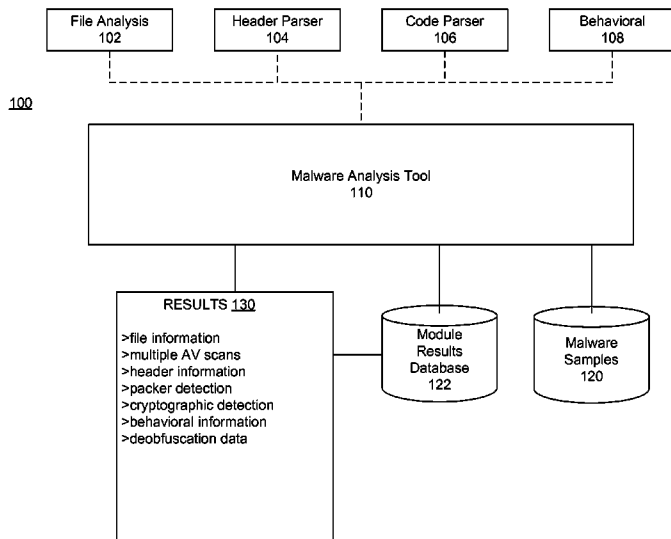 File Analysis
102
Header Parser
104
Code Parser
106
Behavioral
108
100
Malware Analysis Tool
110
RESULTS 130
>file information
>multiple AV scans
>header information
>packer detection
>cryptographic detection
>behavioral information
>deobfuscation data
Module
Results
Database
122
Malware
Samples
120